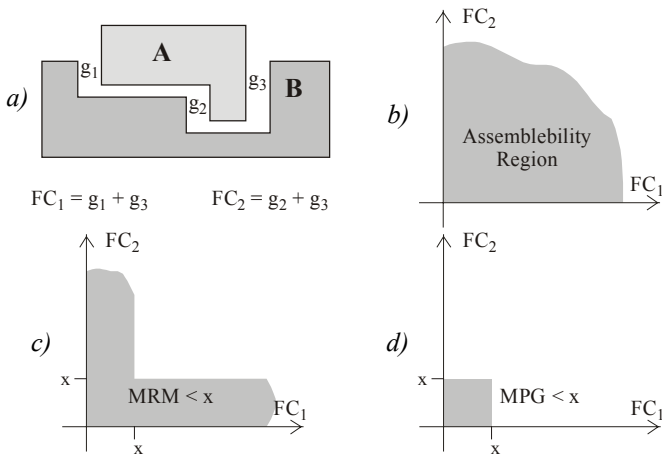 a)
A
B
g1
g2
g3
FC1 = g1 + g3
FC2 = g2 + g3
b)
FC2
Assemblebility
Region
FC1
c)
FC2
x
MRM < x
FC1
x
d)
FC2
x
MPG < x
FC1
x